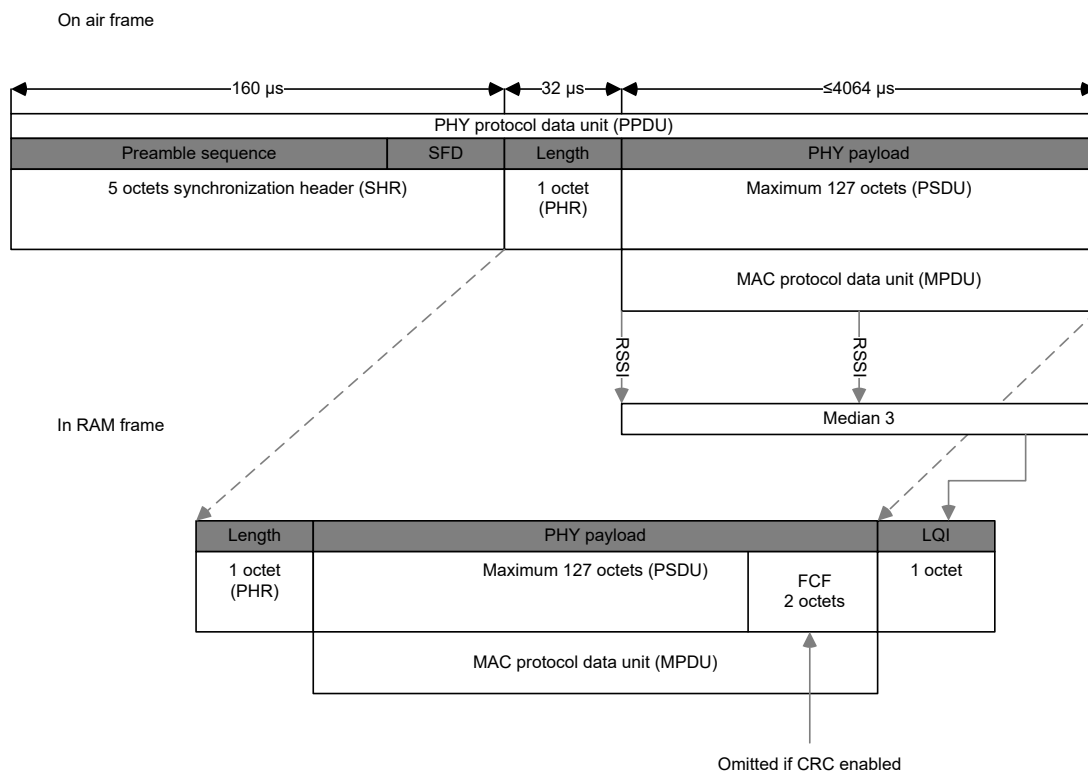 On air frame
160 µs
32 µs
≤4064 µs
PHY protocol data unit (PPDU)
Preamble sequence
SFD
Length
PHY payload
5 octets synchronization header (SHR)
1 octet
(PHR)
Maximum 127 octets (PSDU)
MAC protocol data unit (MPDU)
RSSI
RSSI
Median 3
In RAM frame
Length
PHY payload
LQI
1 octet
(PHR)
Maximum 127 octets (PSDU)
FCF
2 octets
1 octet
MAC protocol data unit (MPDU)
Omitted if CRC enabled